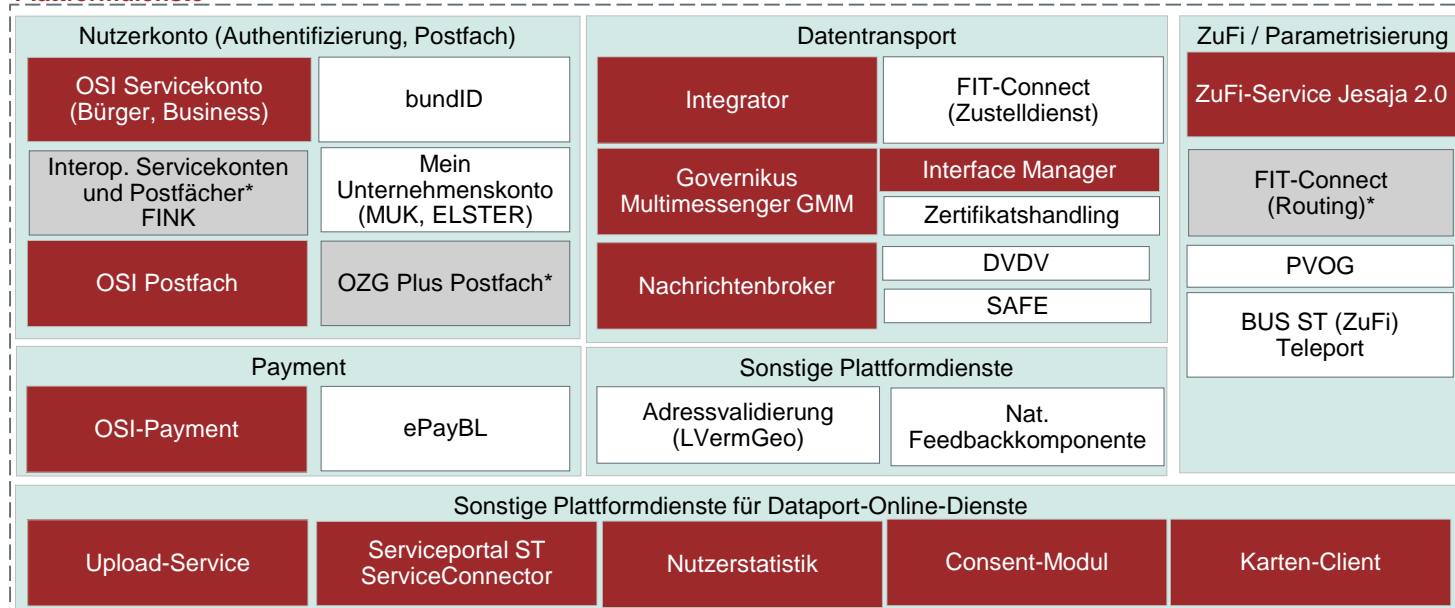 Plattformdienste
Nutzerkonto (Authentifizierung, Postfach)
OSI Servicekonto
(Bürger, Business)
bundID
Interop. Servicekonten
und Postfächer*
FINK
Mein
Unternehmenskonto
(MUK, ELSTER)
OSI Postfach
OZG Plus Postfach*
Datentransport
Integrator
FIT-Connect
(Zustelldienst)
Governikus
Multimessenger GMM
Interface Manager
Zertifikatshandling
Nachrichtenbroker
DVDV
SAFE
ZuFi / Parametrisierung
ZuFi-Service Jesaja 2.0
FIT-Connect
(Routing)*
PVOG
BUS ST (ZuFi)
Teleport
Payment
OSI-Payment
ePayBL
Sonstige Plattformdienste
Adressvalidierung
(LVermGeo)
Nat.
Feedbackkomponente
Sonstige Plattformdienste für Dataport-Online-Dienste
Upload-Service
Serviceportal ST
ServiceConnector
Nutzerstatistik
Consent-Modul
Karten-Client